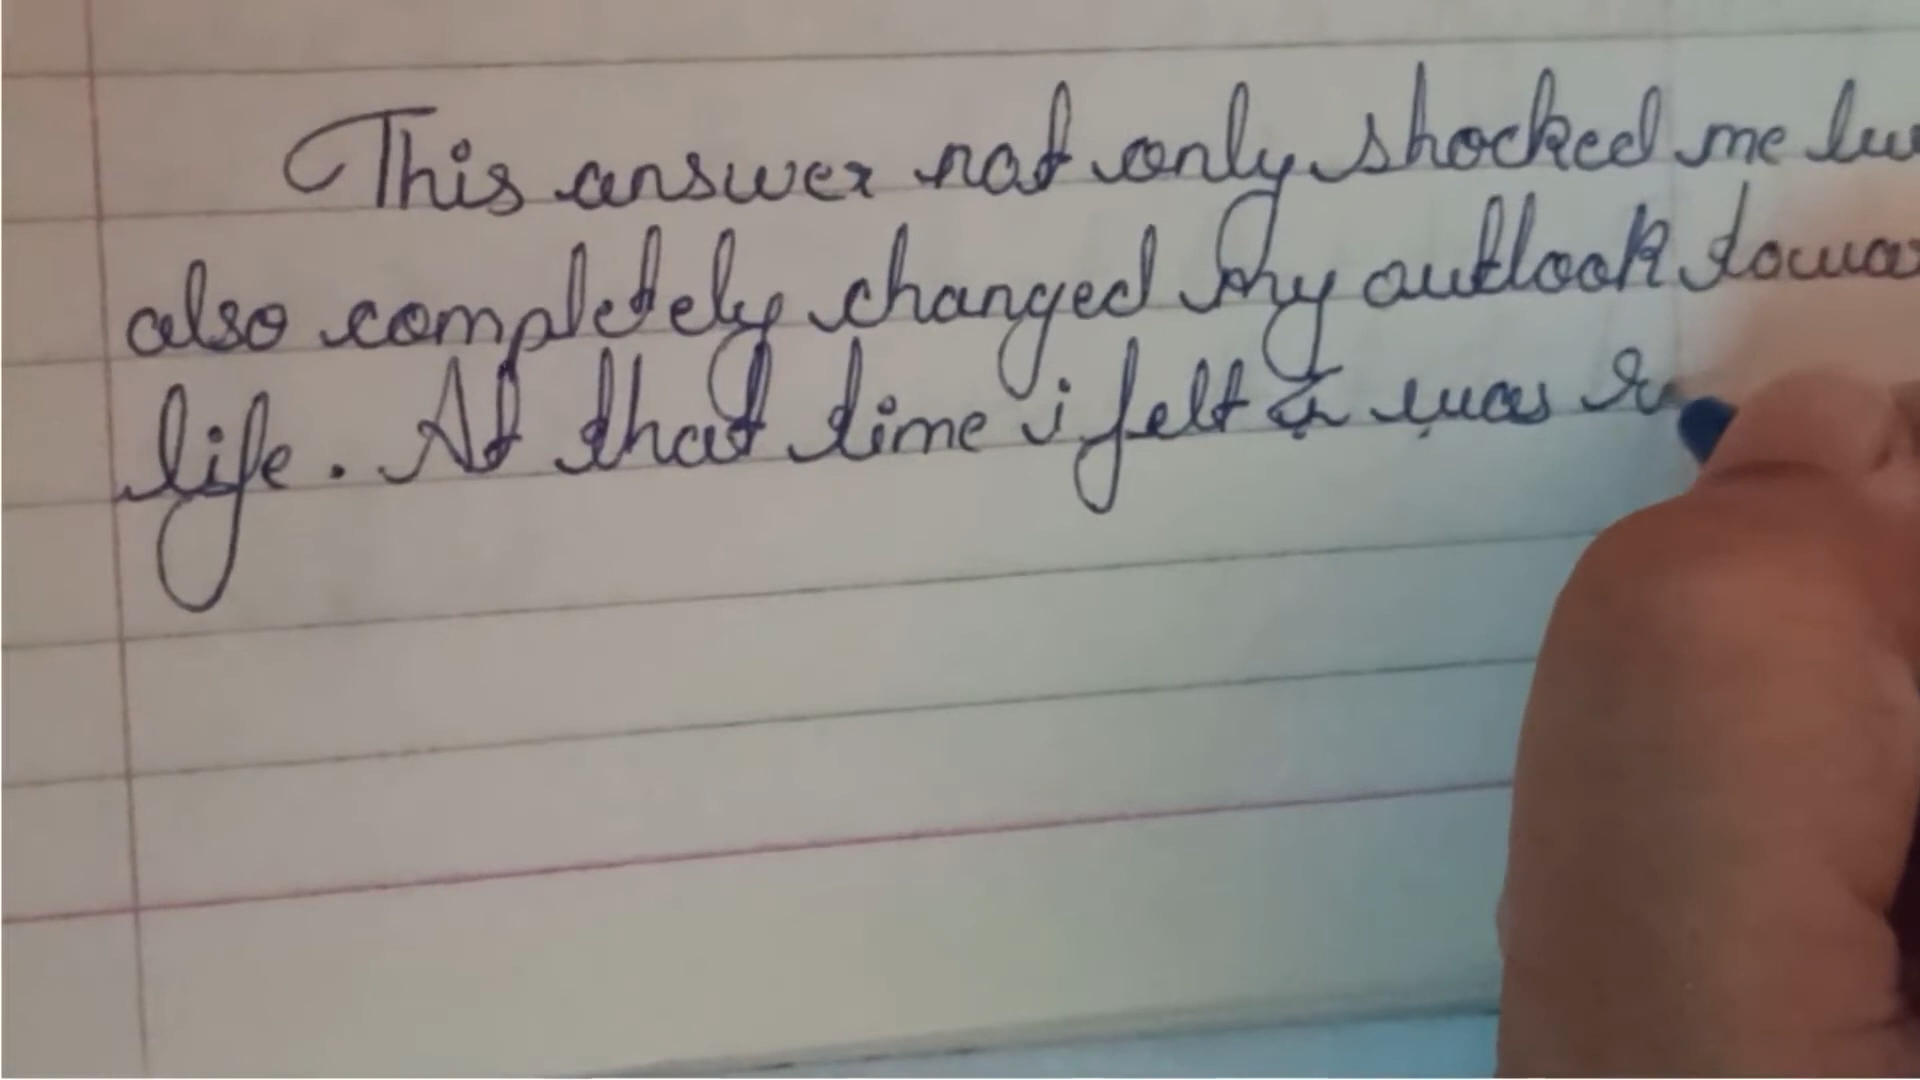 This answer not only shocked me
also completely changed my outlook
life. At that time i felt I was